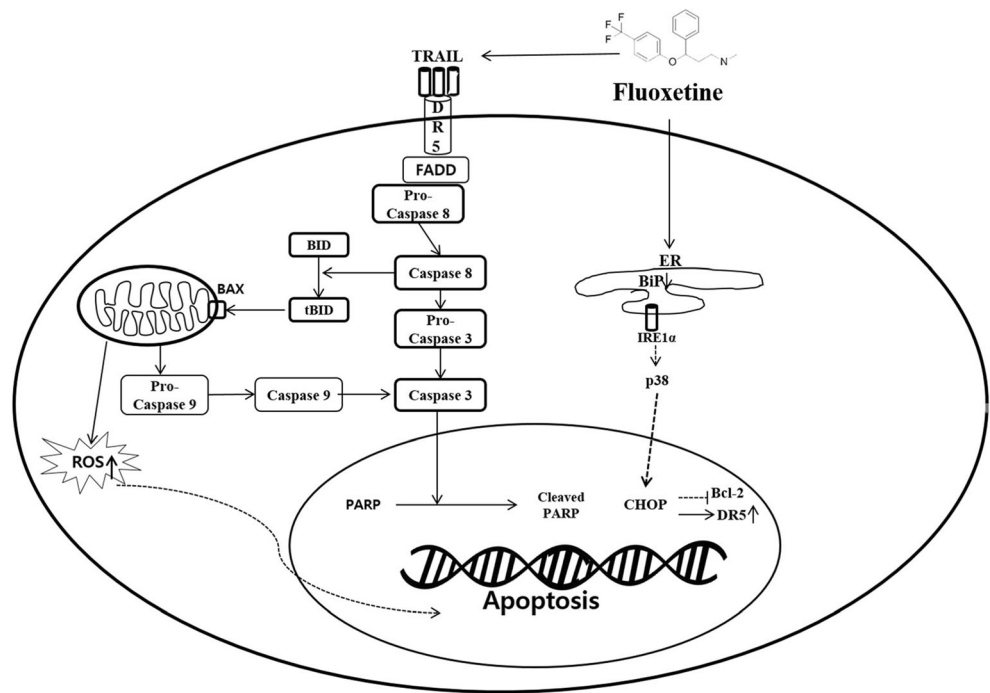 F
F
F
O
N
TRAIL
Fluoxetine
D
R
5
FADD
Pro-
Caspase 8
BID
Caspase 8
ER
BiP
BAX
tBID
Pro-
Caspase 3
IRE1α
p38
Pro-
Caspase 9
Caspase 9
Caspase 3
ROS
PARP
Cleaved
PARP
CHOP
Bcl-2
DR5
Apoptosis